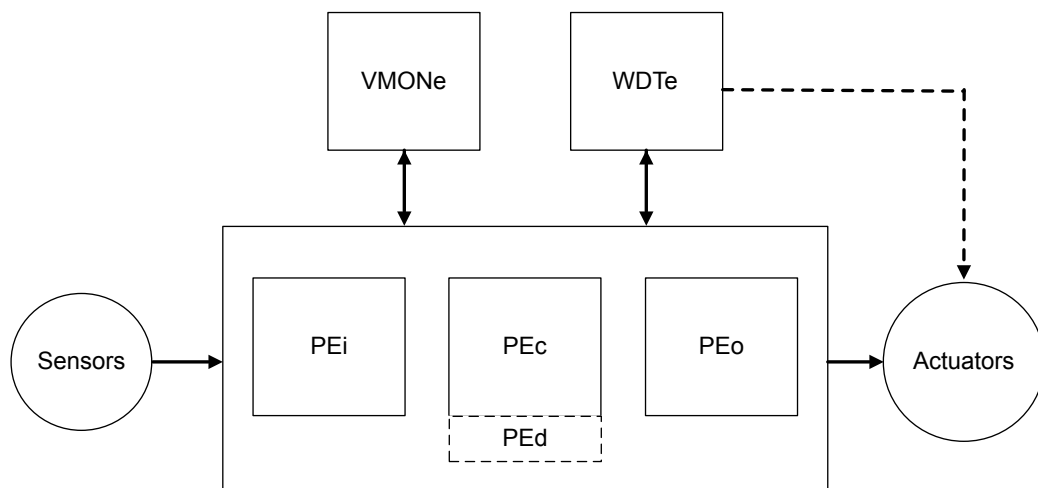 VMONe
WDTe
Sensors
PEi
PEc
PEo
Actuators
PEd